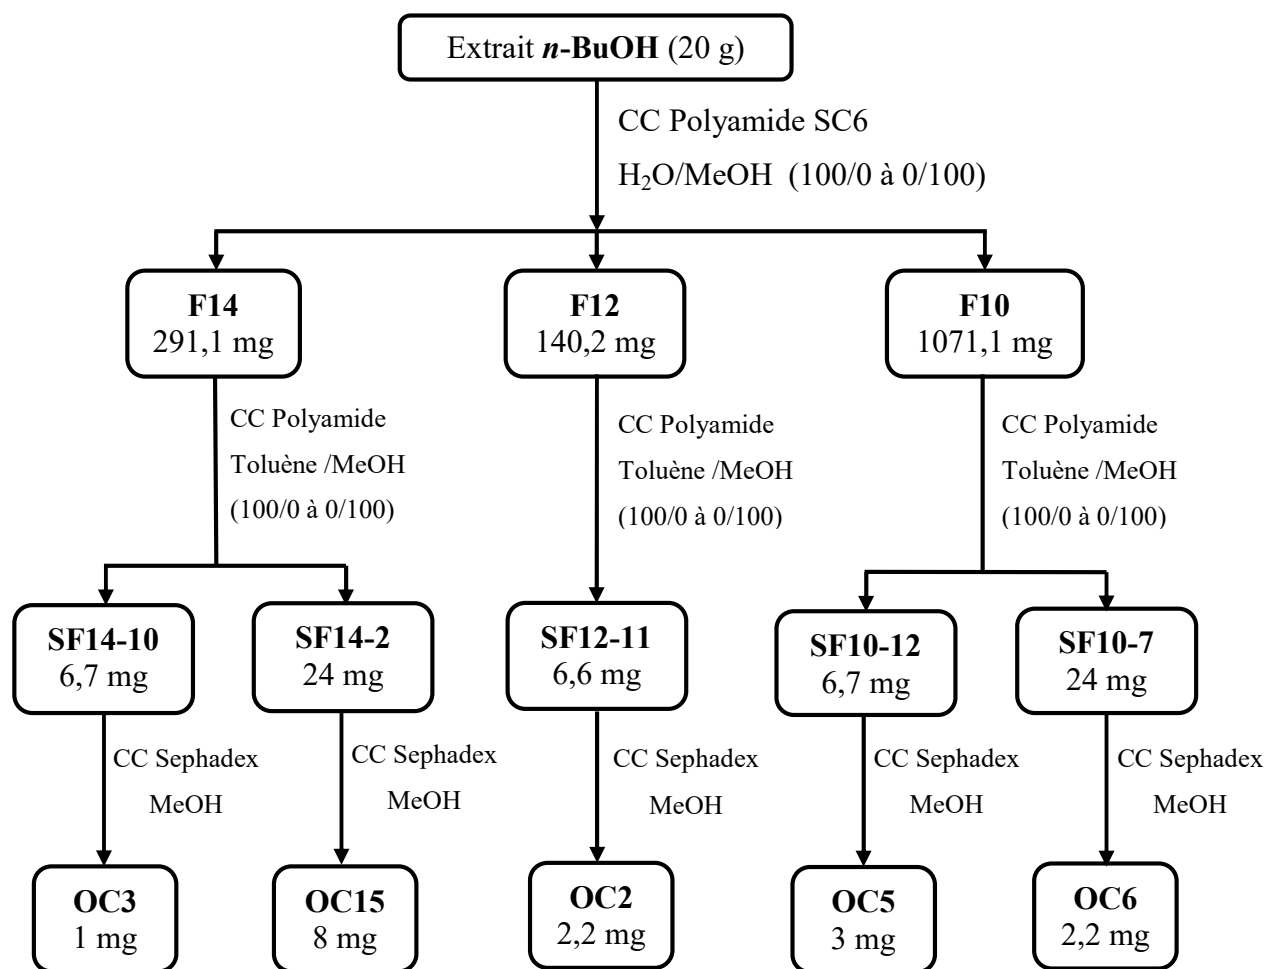 Extrait n-BuOH (20 g)
CC Polyamide SC6
H₂O/MeOH (100/0 à 0/100)
F14
291,1 mg
F12
140,2 mg
F10
1071,1 mg
CC Polyamide
Toluène /MeOH
(100/0 à 0/100)
CC Polyamide
Toluène /MeOH
(100/0 à 0/100)
CC Polyamide
Toluène /MeOH
(100/0 à 0/100)
SF14-10
6,7 mg
SF14-2
24 mg
SF12-11
6,6 mg
SF10-12
6,7 mg
SF10-7
24 mg
CC Sephadex
MeOH
CC Sephadex
MeOH
CC Sephadex
MeOH
CC Sephadex
MeOH
CC Sephadex
MeOH
OC3
1 mg
OC15
8 mg
OC2
2,2 mg
OC5
3 mg
OC6
2,2 mg